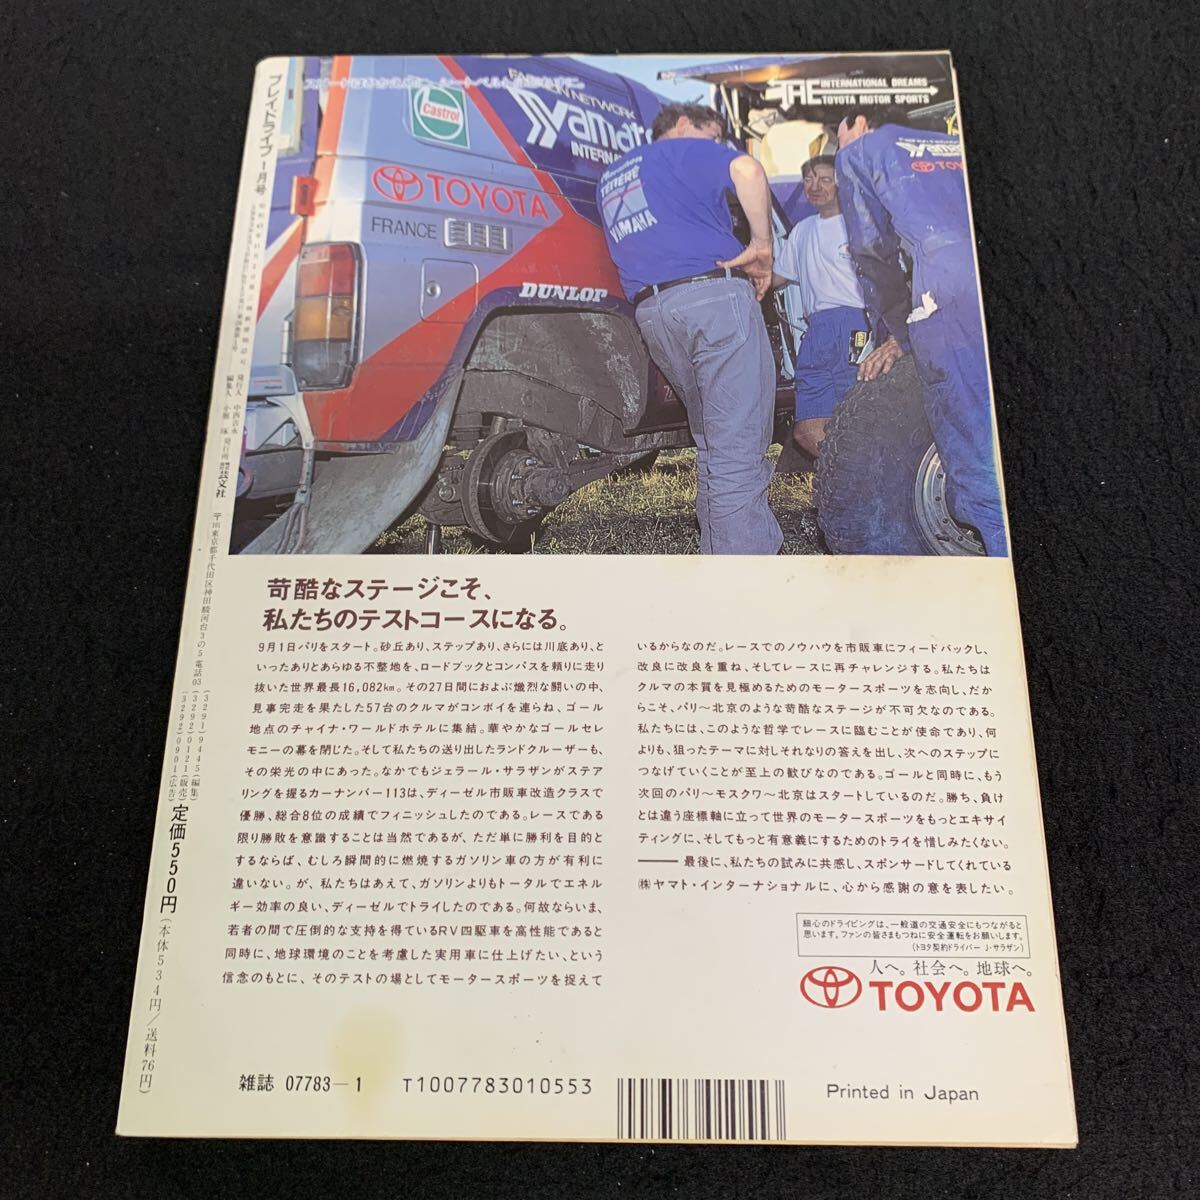 プレイドライブ 1月号
発行人 中西吉永
発行所 芸文社
〒101 東京都千代田区神田駿河台3の5 電話03
(3291)9445(編集)
(3292)0121(販売)
(3292)0901(広告)
定価550円(本体534円/送料76円)
INTERNATIONAL DREAMS
TOYOTA MOTOR SPORTS
Castrol
NETWORK
INTERNATIONAL
TOYOTA
FRANCE
DUNLOP
YAMAHA
TOYOTA
苛酷なステージこそ、
私たちのテストコースになる。
9月1日パリをスタート。砂丘あり、ステップあり、さらには川底あり、と
いったありとあらゆる不整地を、ロードブックとコンパスを頼りに走り
抜いた世界最長16,082km。その27日間におよぶ熾烈な闘いの中、
見事完走を果たした57台のクルマがコンボイを連らね、ゴール
地点のチャイナ・ワールドホテルに集結。華やかなゴールセレ
モニーの幕を閉じた。そして私たちの送り出したランドクルーザーも、
その栄光の中にあった。なかでもジェラール・サラザンがステア
リングを握るカーナンバー113は、ディーゼル市販車改造クラスで
優勝、総合8位の成績でフィニッシュしたのである。レースである
限り勝敗を意識することは当然であるが、ただ単に勝利を目的と
するならば、むしろ瞬間的に燃焼するガソリン車の方が有利に
違いない。が、私たちはあえて、ガソリンよりもトータルでエネル
ギー効率の良い、ディーゼルでトライしたのである。何故ならいま、
若者の間で圧倒的な支持を得ているRV四駆車を高性能であると
同時に、地球環境のことを考慮した実用車に仕上げたい、という
信念のもとに、そのテストの場としてモータースポーツを捉えて
いるからなのだ。レースでのノウハウを市販車にフィードバックし、
改良に改良を重ね、そしてレースに再チャレンジする。私たちは
クルマの本質を見極めるためのモータースポーツを志向し、だか
らこそ、パリ〜北京のような苛酷なステージが不可欠なのである。
私たちには、このような哲学でレースに臨むことが使命であり、何
よりも、狙ったテーマに対しそれなりの答えを出し、次へのステップに
つなげていくことが至上の歓びなのである。ゴールと同時に、もう
次回のパリ〜モスクワ〜北京はスタートしているのだ。勝ち、負け
とは違う座標軸に立って世界のモータースポーツをもっとエキサイ
ティングに、そしてもっと有意義にするためのトライを惜しみたくない。
――最後に、私たちの試みに共感し、スポンサードしてくれている
㈱ヤマト・インターナショナルに、心から感謝の意を表したい。
細心のドライビングは、一般道の交通安全にもつながると
思います。ファンの皆さまもつねに安全運転をお願いします。
(トヨタ契約ドライバー J・サラザン)
人へ。社会へ。地球へ。
TOYOTA
雑誌 07783-1
T1007783010553
Printed in Japan